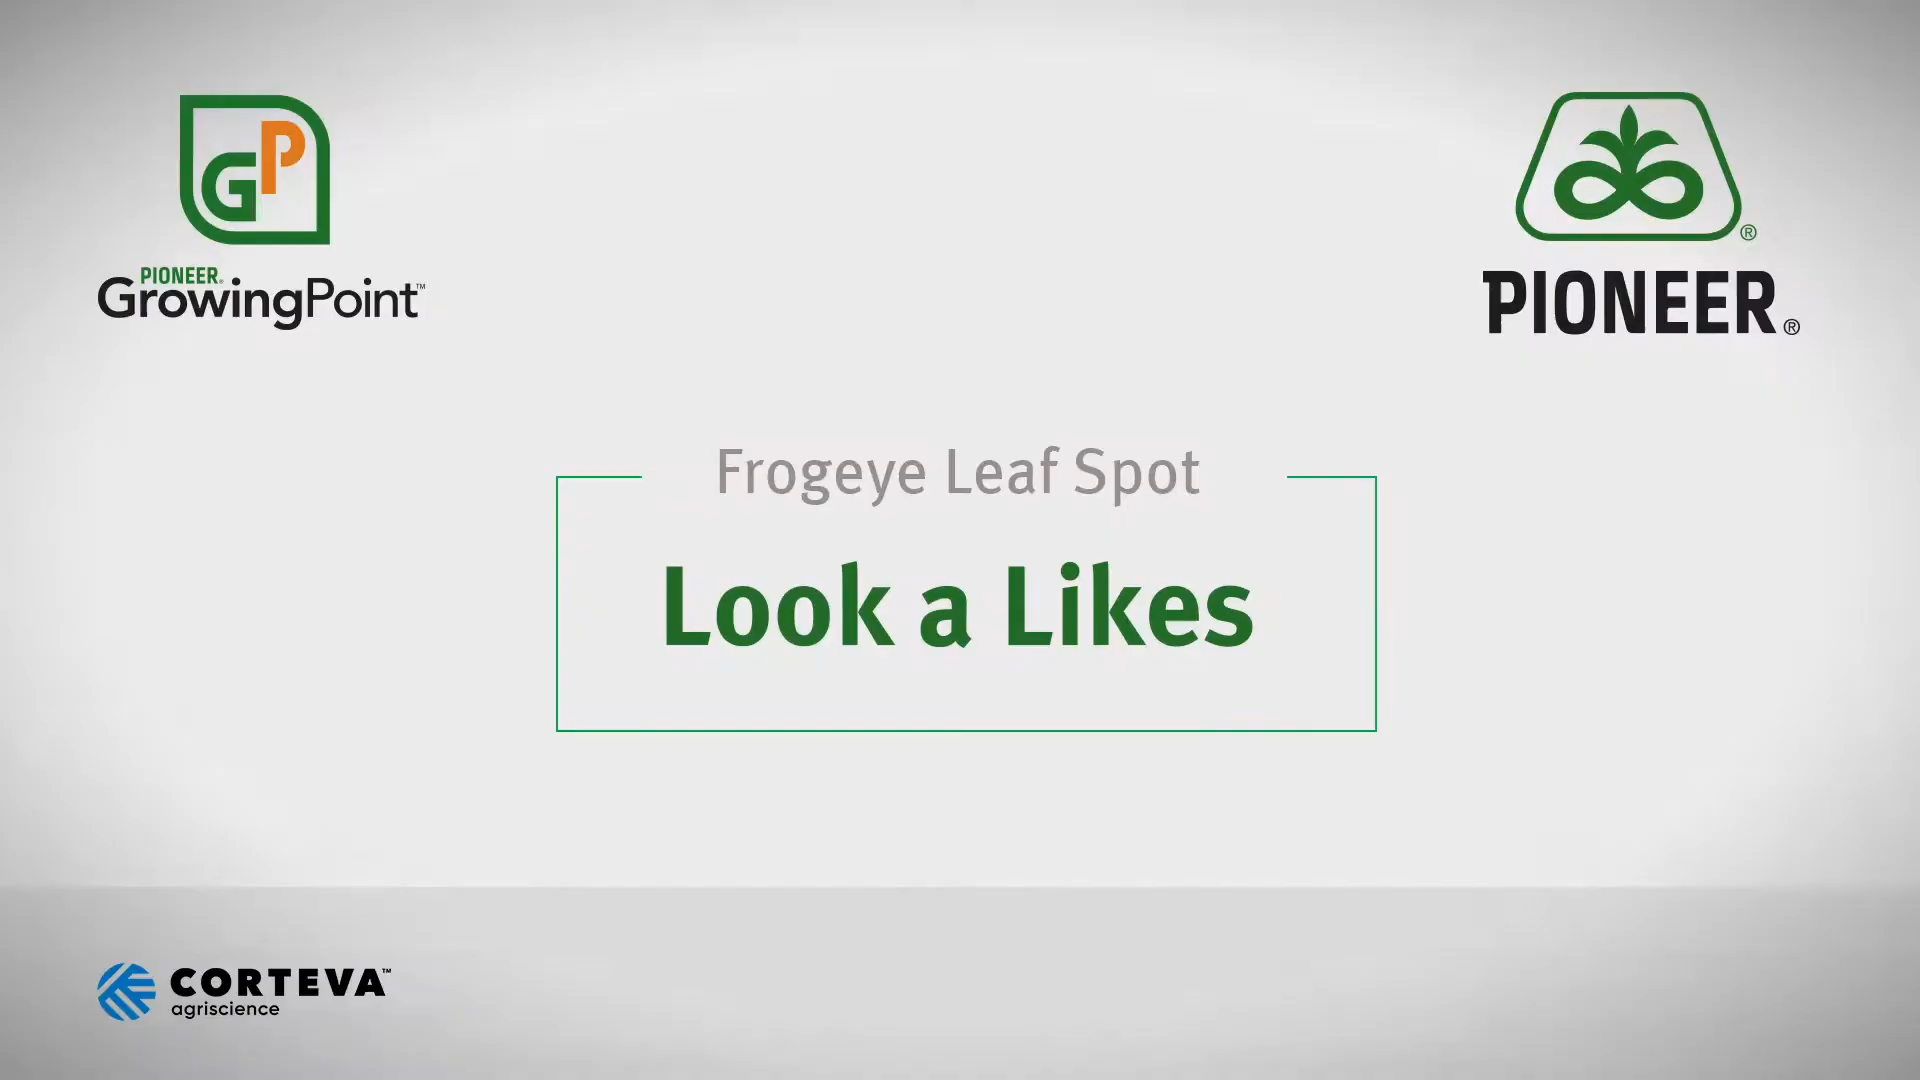 GP
PIONEER®
GrowingPoint™
®
PIONEER®
Frogeye Leaf Spot
Look a Likes
CORTEVA™
agriscience